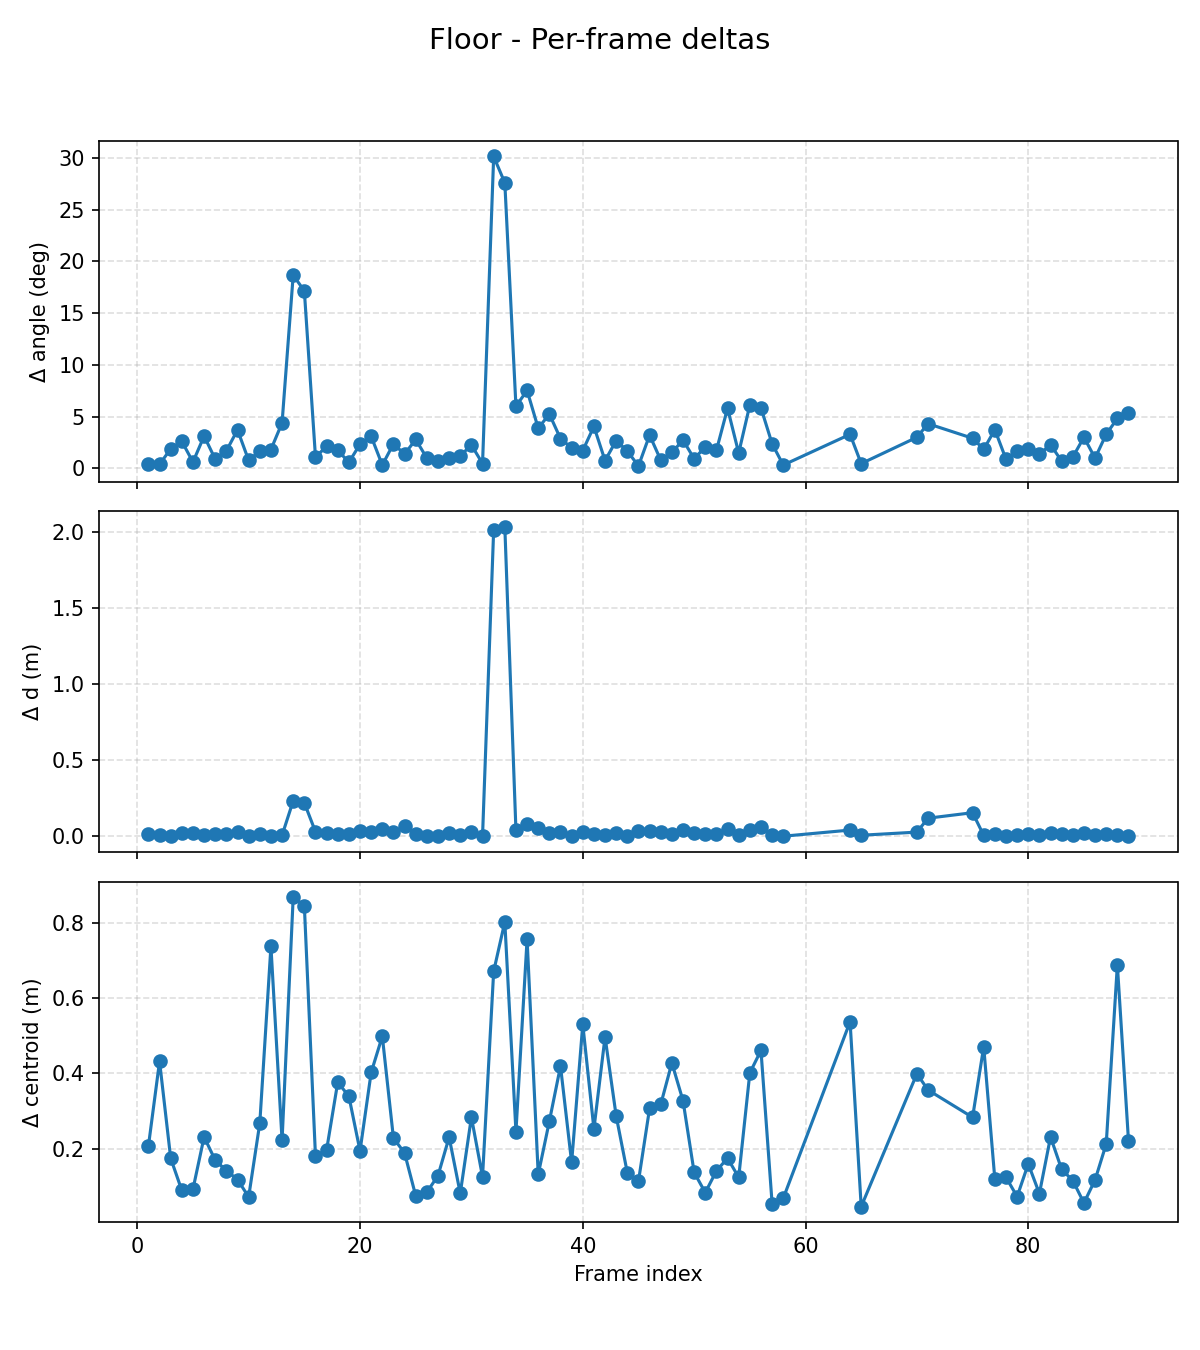 Floor - Per-frame deltas
Δ angle (deg)
30
25
20
15
10
5
0
Δ d (m)
2.0
1.5
1.0
0.5
0.0
Δ centroid (m)
0.8
0.6
0.4
0.2
0 20 40 60 80
Frame index